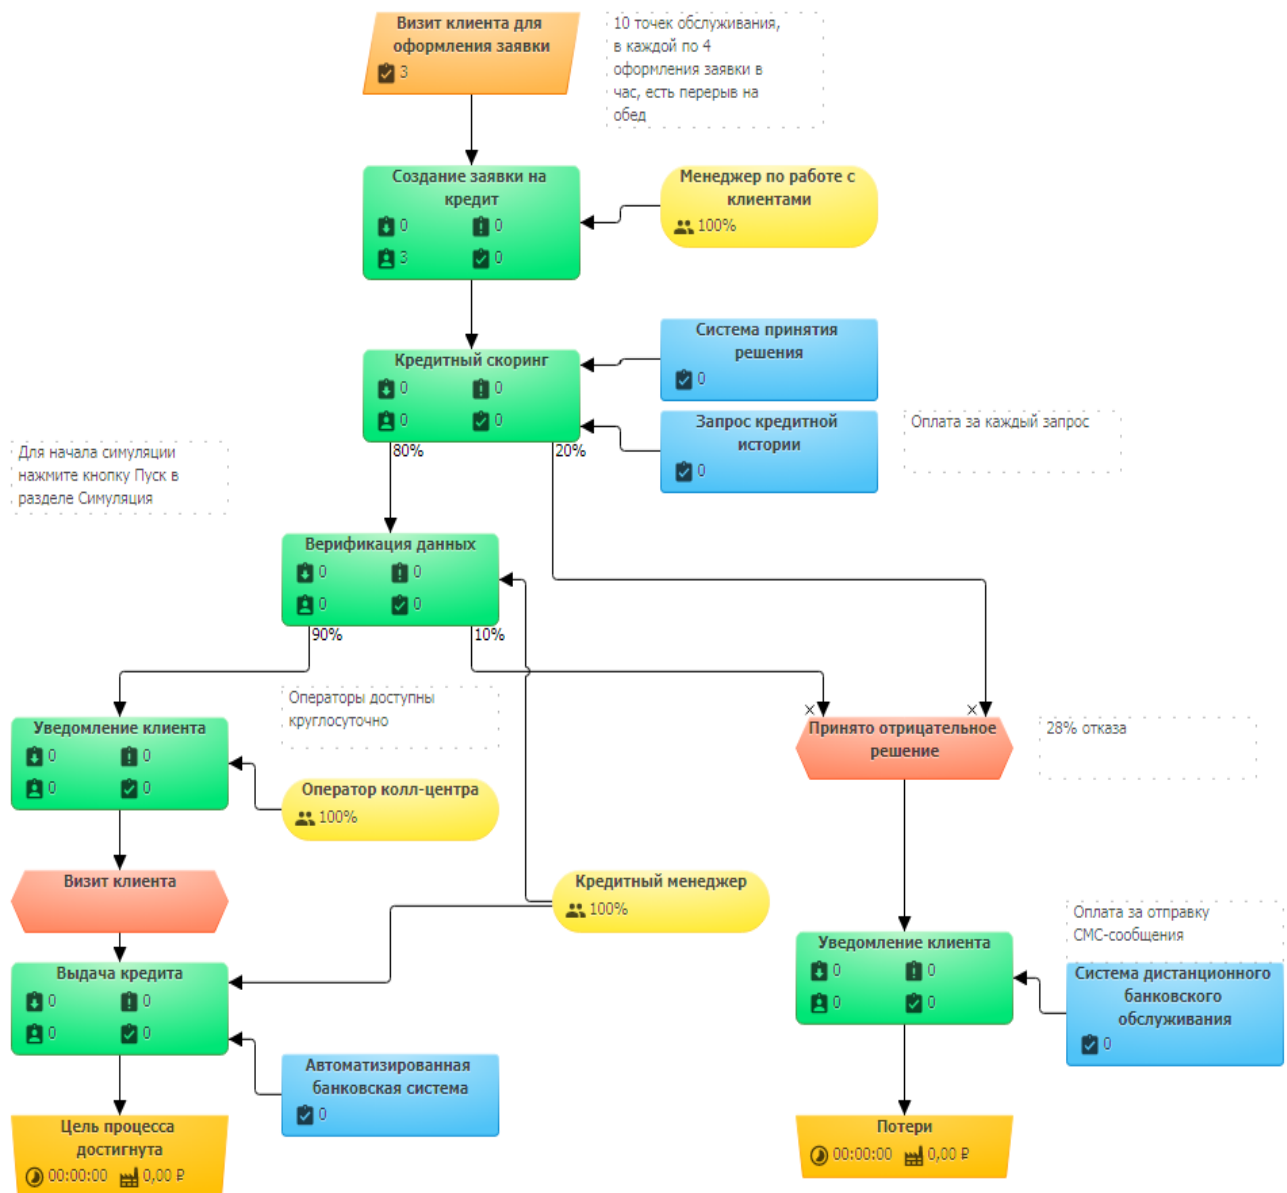 Визит клиента для
оформления заявки
3
10 точек обслуживания,
в каждой по 4
оформления заявки в
час, есть перерыв на
обед
Создание заявки на
кредит
0 0
3 0
Менеджер по работе с
клиентами
100%
Кредитный скоринг
0 0
0 0
80% 20%
Система принятия
решения
0
Запрос кредитной
истории
0
Оплата за каждый запрос
Для начала симуляции
нажмите кнопку Пуск в
разделе Симуляция
Верификация данных
0 0
0 0
90% 10%
Операторы доступны
круглосуточно
Уведомление клиента
0 0
0 0
Оператор колл-центра
100%
Принято отрицательное
решение
28% отказа
Визит клиента
Кредитный менеджер
100%
Выдача кредита
0 0
0 0
Автоматизированная
банковская система
0
Уведомление клиента
0 0
0 0
Оплата за отправку
СМС-сообщения
Система дистанционного
банковского
обслуживания
0
Цель процесса
достигнута
00:00:00 0,00 ₽
Потери
00:00:00 0,00 ₽